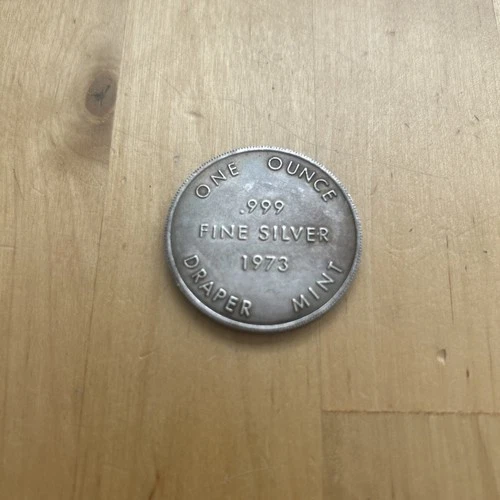 ONE OUNCE
.999
FINE SILVER
1973
DRAPER MINT